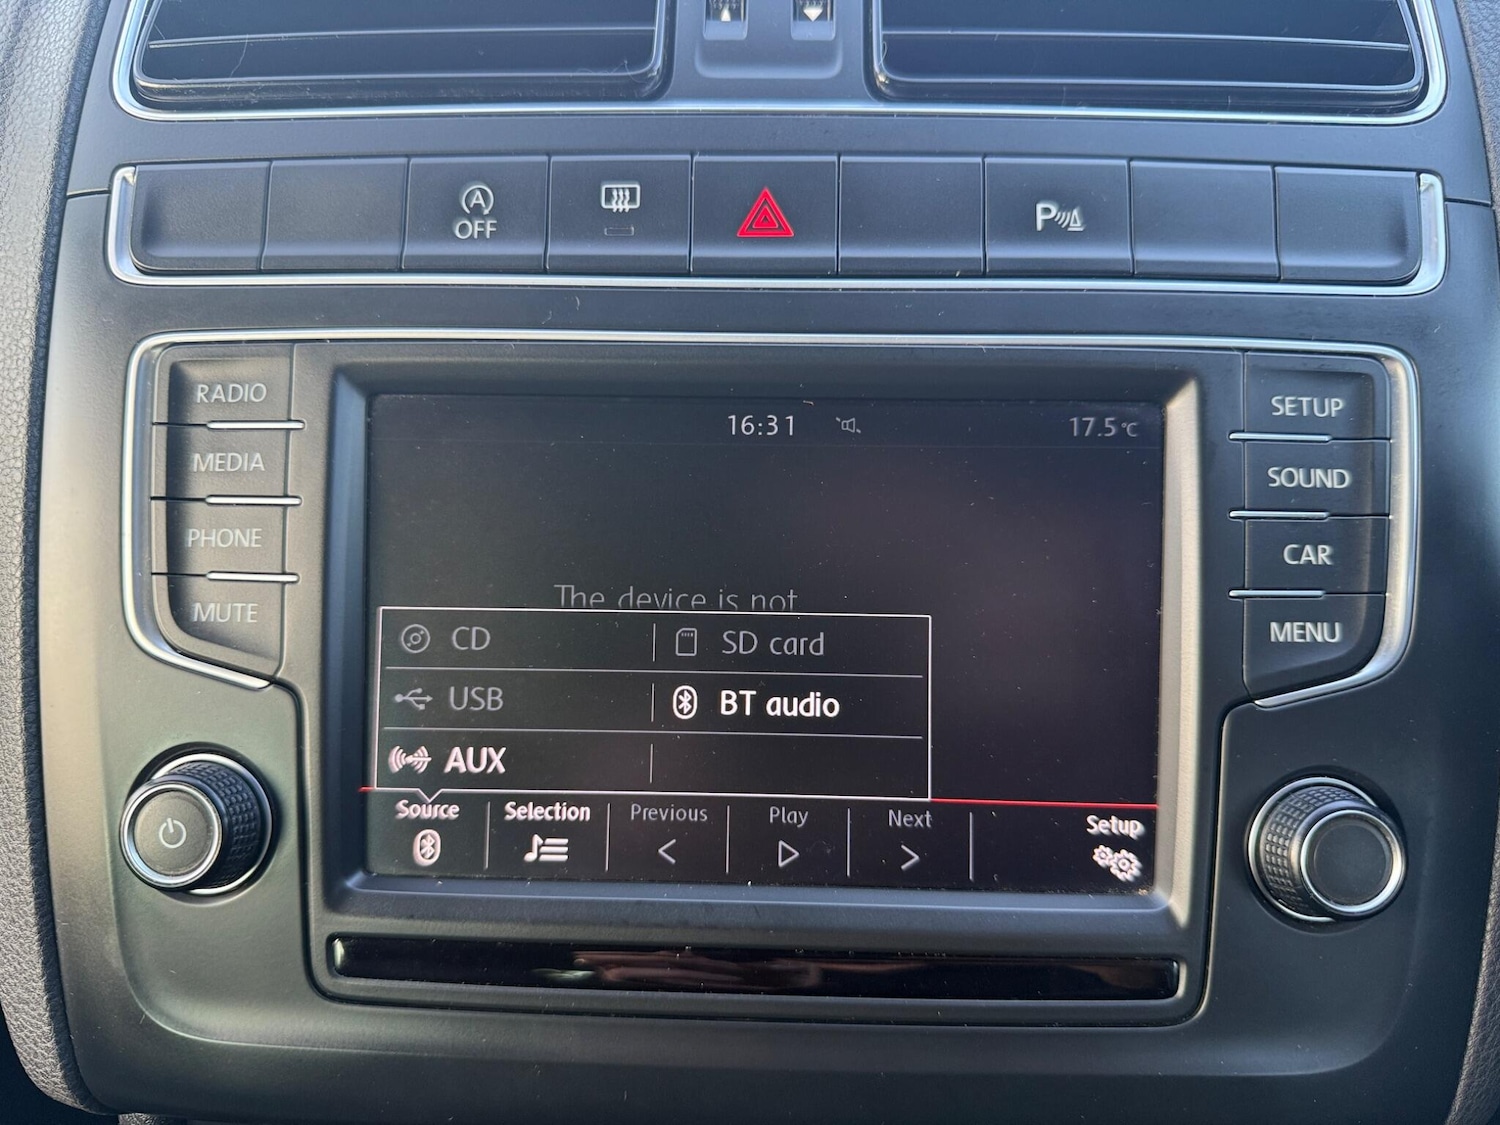 A
OFF
P
RADIO
MEDIA
PHONE
MUTE
16:31
17.5°C
The device is not
CD
SD card
USB
BT audio
AUX
Source
Selection
Previous
Play
Next
Setup
SETUP
SOUND
CAR
MENU